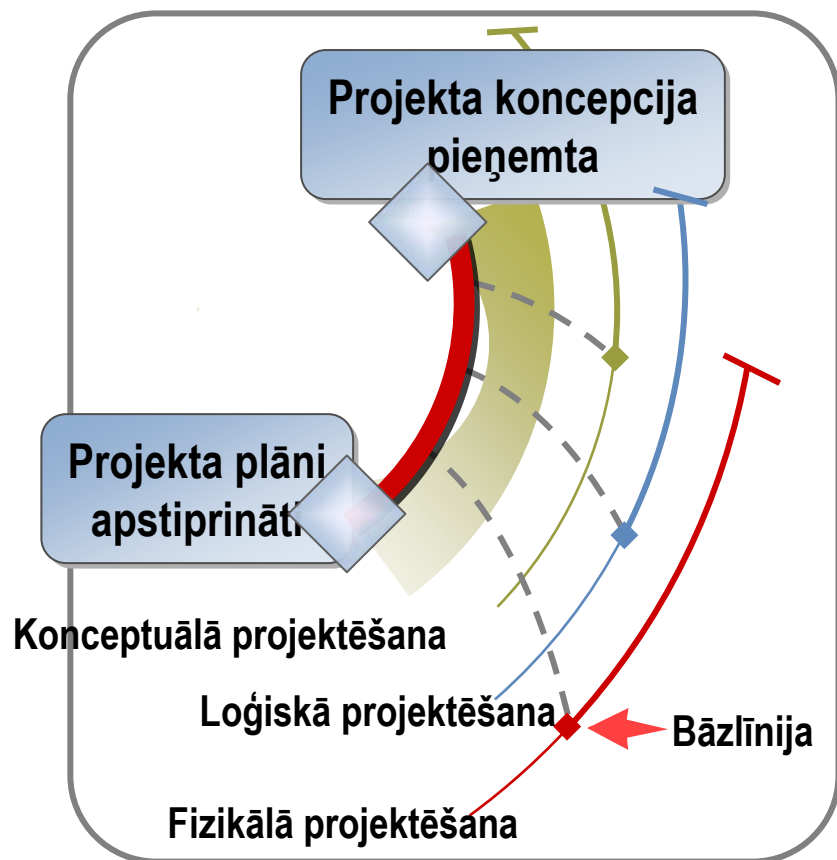 Projekta koncepcija
pieņemta
Projekta plāni
apstiprināti
Konceptuālā projektēšana
Loģiskā projektēšana
Bāzlīnija
Fizikālā projektēšana